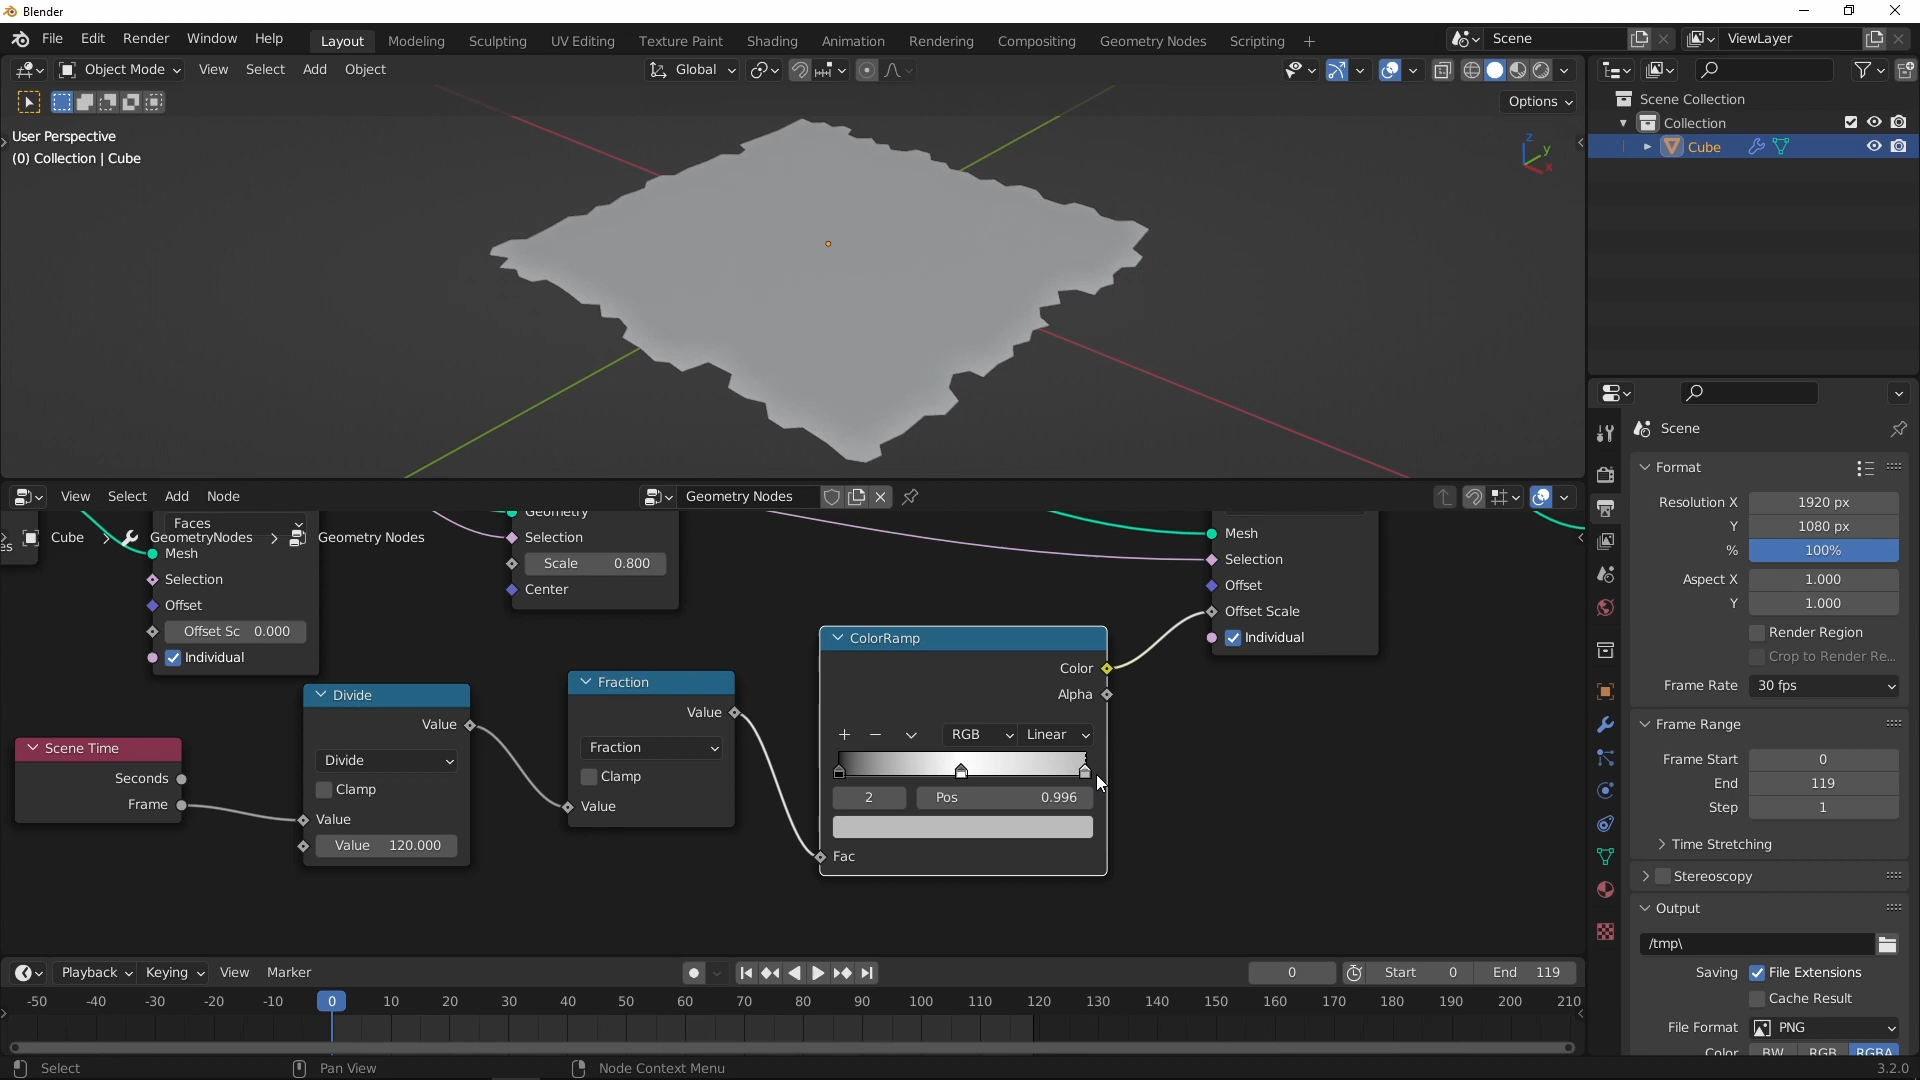 Blender
File Edit Render Window Help
Layout Modeling Sculpting UV Editing Texture Paint Shading Animation Rendering Compositing Geometry Nodes Scripting +
Scene
ViewLayer
Object Mode View Select Add Object
Global
Options
User Perspective
(0) Collection | Cube
Z
Y
X
Scene Collection
Collection
Cube
View Select Add Node
Geometry Nodes
Cube > GeometryNodes > Geometry Nodes
Faces
Mesh
Selection
Offset
Offset Sc 0.000
Individual
Geometry
Selection
Scale 0.800
Center
Mesh
Selection
Offset
Offset Scale
Individual
Scene Time
Seconds
Frame
Divide
Value
Divide
Clamp
Value
Value 120.000
Fraction
Value
Fraction
Clamp
Value
ColorRamp
Color
Alpha
+ − RGB Linear
2 Pos 0.996
Fac
Scene
Format
Resolution X 1920 px
Y 1080 px
% 100%
Aspect X 1.000
Y 1.000
Render Region
Crop to Render Re...
Frame Rate 30 fps
Frame Range
Frame Start 0
End 119
Step 1
Time Stretching
Stereoscopy
Output
/tmp\
Saving File Extensions
Cache Result
File Format PNG
Color BW RGB RGBA
Playback Keying View Marker
0 Start 0 End 119
-50 -40 -30 -20 -10 0 10 20 30 40 50 60 70 80 90 100 110 120 130 140 150 160 170 180 190 200 210
Select Pan View Node Context Menu
3.2.0